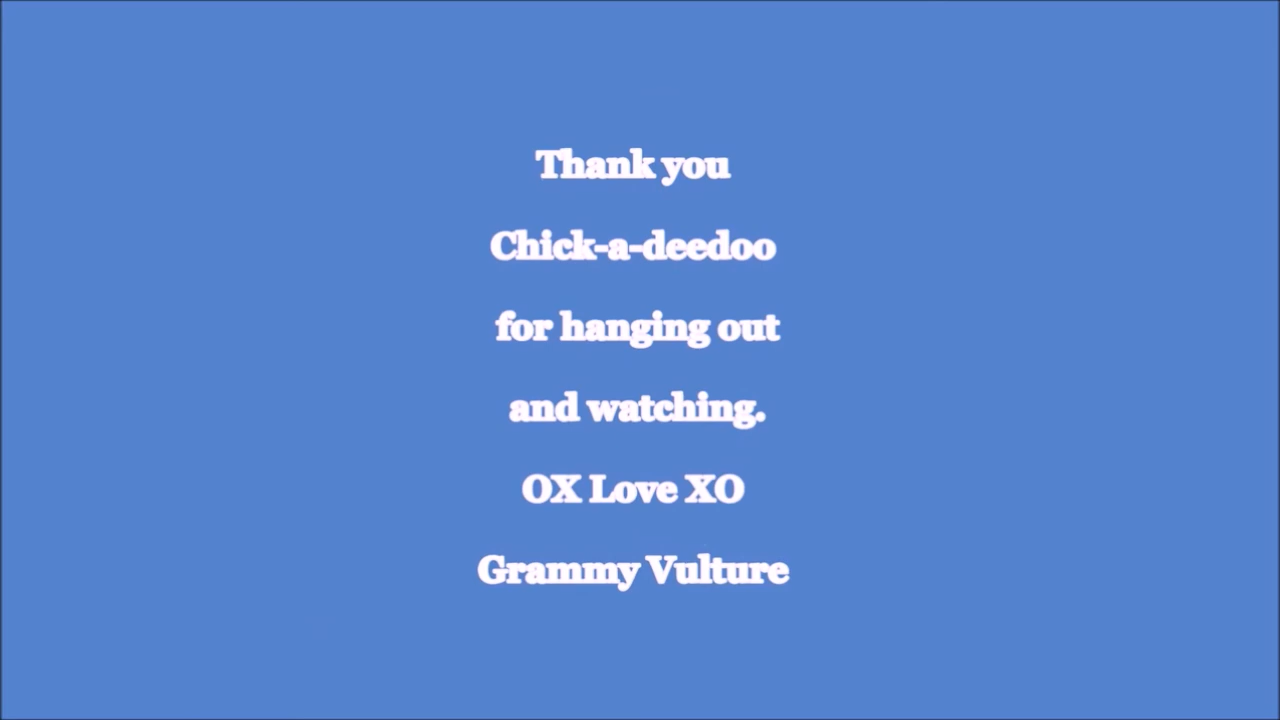 Thank you
Chick-a-deedoo
for hanging out
and watching.
OX Love XO
Grammy Vulture